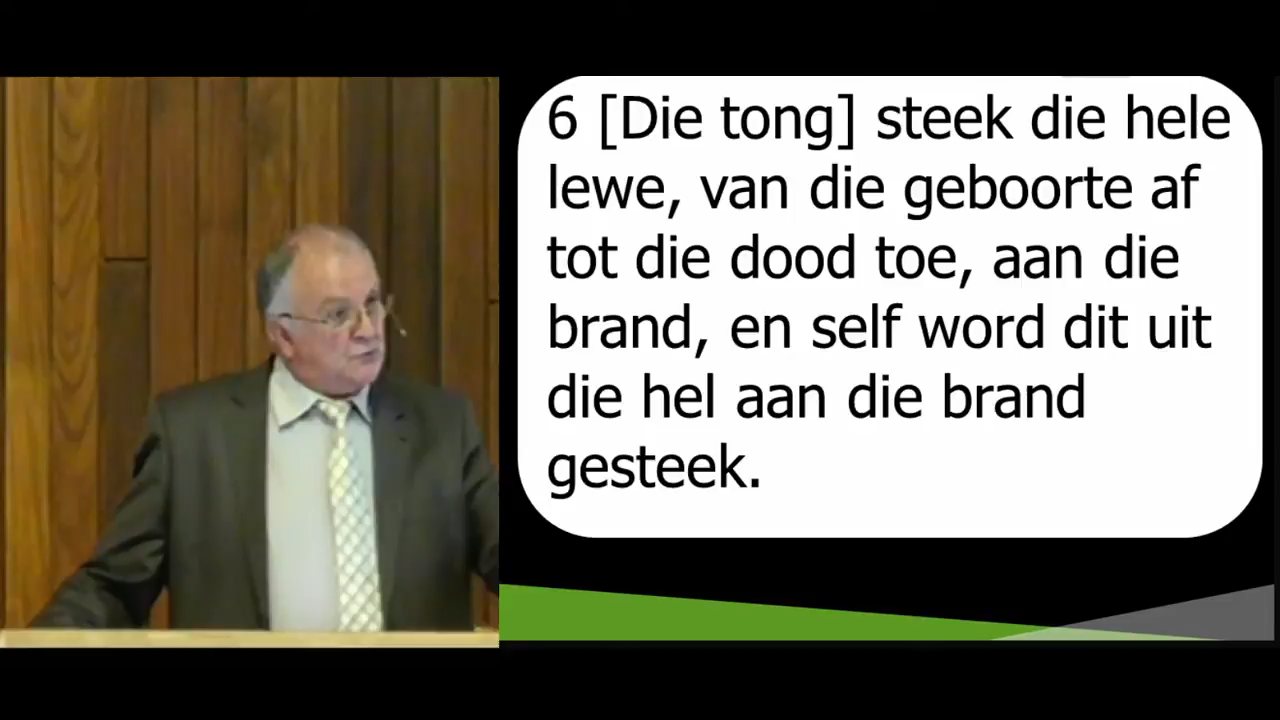 6 [Die tong] steek die hele
lewe, van die geboorte af
tot die dood toe, aan die
brand, en self word dit uit
die hel aan die brand
gesteek.